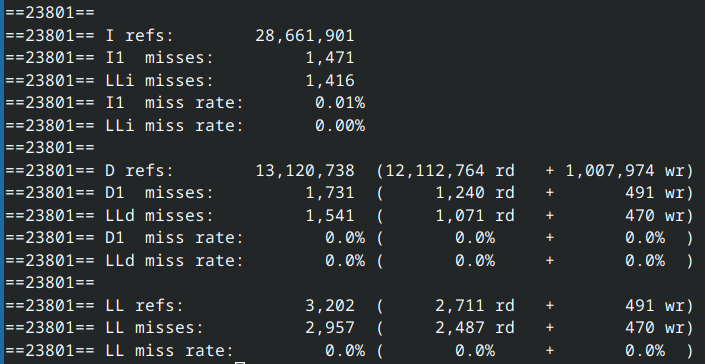 ==23801==
==23801== I refs:        28,661,901
==23801== I1  misses:         1,471
==23801== LLi misses:         1,416
==23801== I1  miss rate:       0.01%
==23801== LLi miss rate:       0.00%
==23801==
==23801== D refs:        13,120,738  (12,112,764 rd   + 1,007,974 wr)
==23801== D1  misses:         1,731  (     1,240 rd   +       491 wr)
==23801== LLd misses:         1,541  (     1,071 rd   +       470 wr)
==23801== D1  miss rate:        0.0% (       0.0%     +       0.0%  )
==23801== LLd miss rate:        0.0% (       0.0%     +       0.0%  )
==23801==
==23801== LL refs:            3,202  (     2,711 rd   +       491 wr)
==23801== LL misses:          2,957  (     2,487 rd   +       470 wr)
==23801== LL miss rate:         0.0% (       0.0%     +       0.0%  )